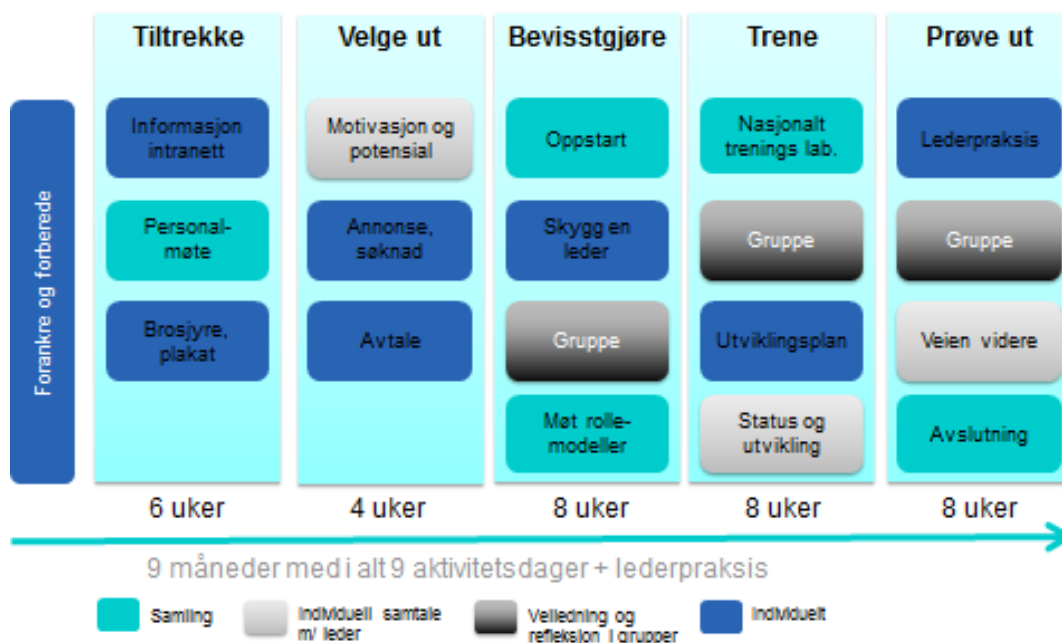 Tiltrekke
Velge ut
Bevisstgjøre
Trene
Prøve ut
Forankre og forberede
Informasjon
intranett
Personal-
møte
Brosjyre,
plakat
Motivasjon og
potensial
Annonse,
søknad
Avtale
Oppstart
Skygg en
leder
Gruppe
Møt rolle-
modeller
Nasjonalt
trenings lab.
Gruppe
Utviklingsplan
Status og
utvikling
Lederpraksis
Gruppe
Veien videre
Avslutning
6 uker
4 uker
8 uker
8 uker
8 uker
9 måneder med i alt 9 aktivitetsdager + lederpraksis
Samling
Individuell samtale
m/ leder
Veiledning og
refleksjon i grupper
Individuelt